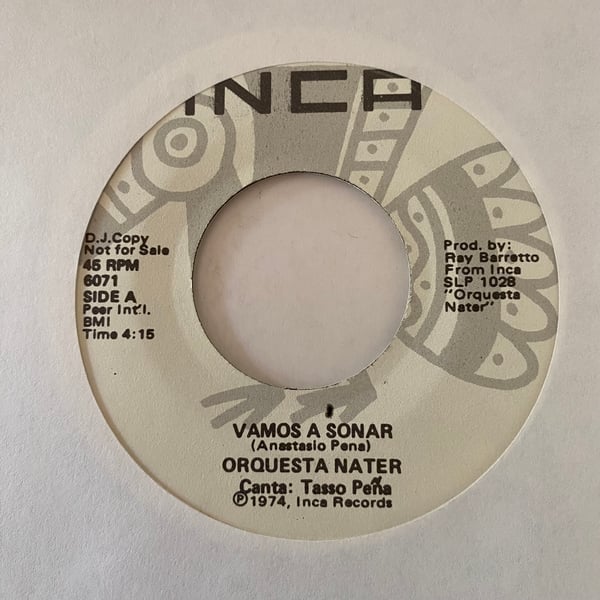 INCA
D.J.Copy
Not for Sale
45 RPM
6071
SIDE A
Peer Int'l.
BMI
Time 4:15
Prod. by:
Ray Barretto
From Inca
SLP 1028
"Orquesta
Nater"
VAMOS A SONAR
(Anastasio Pena)
ORQUESTA NATER
Canta: Tasso Peña
℗1974, Inca Records